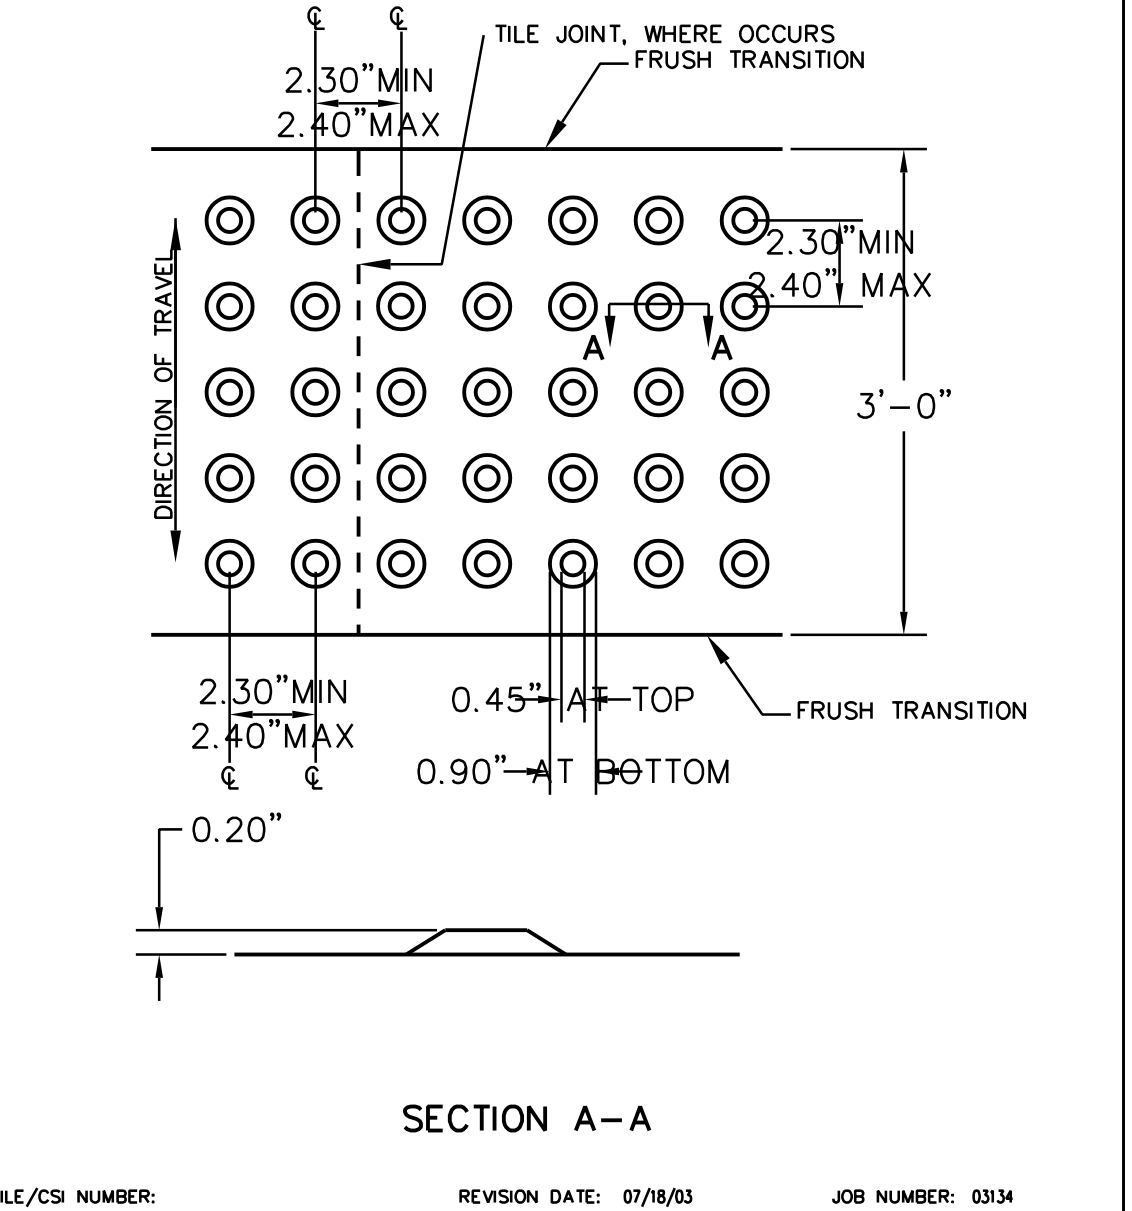 ℄ ℄
TILE JOINT, WHERE OCCURS
FRUSH TRANSITION
2.30"MIN
2.40"MAX
2.30"MIN
2.40" MAX
DIRECTION OF TRAVEL
A A
3'-0"
2.30"MIN
2.40"MAX
℄ ℄
0.45" AT TOP
FRUSH TRANSITION
0.90" AT BOTTOM
0.20"
SECTION A-A
ILE/CSI NUMBER:
REVISION DATE: 07/18/03
JOB NUMBER: 03134